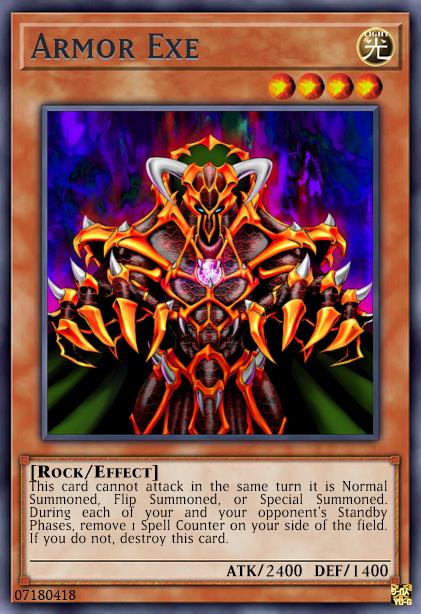 ARMOR EXE
LIGHT
光
[ROCK/EFFECT]
This card cannot attack in the same turn it is Normal
Summoned, Flip Summoned, or Special Summoned.
During each of your and your opponent's Standby
Phases, remove 1 Spell Counter on your side of the field.
If you do not, destroy this card.
ATK/2400 DEF/1400
07180418